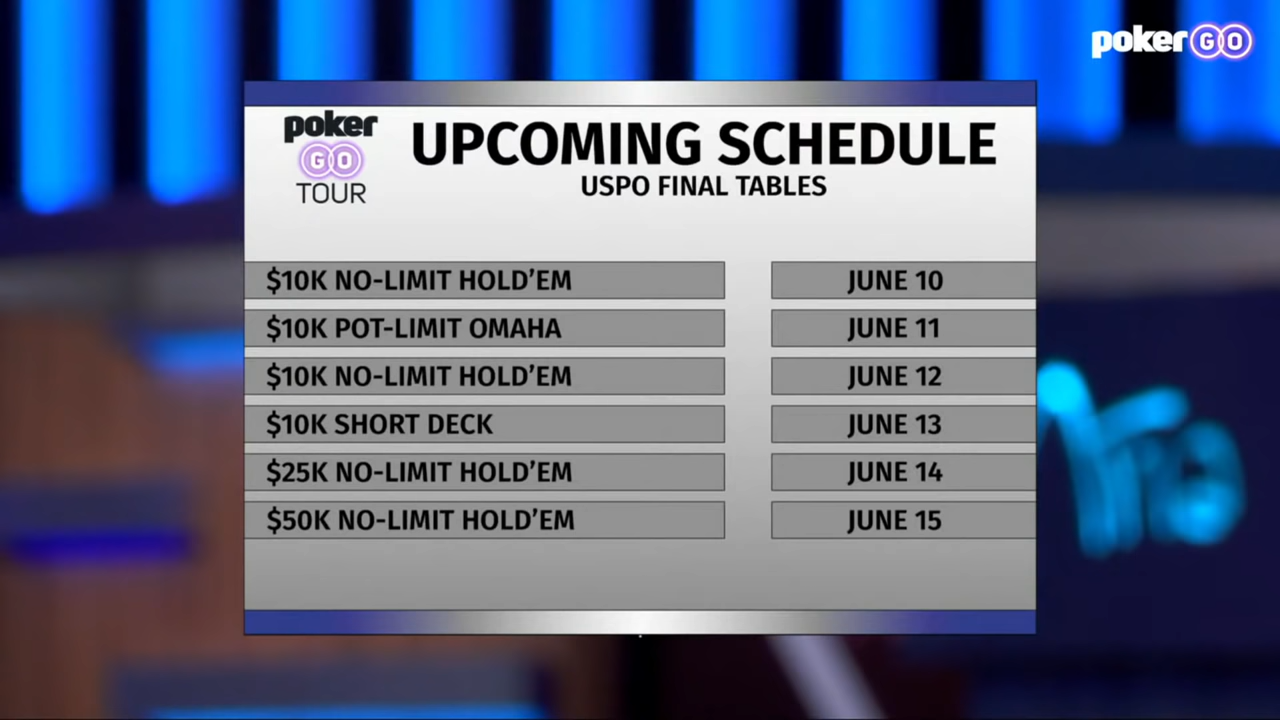 poker GO
poker
GO
TOUR
UPCOMING SCHEDULE
USPO FINAL TABLES
$10K NO-LIMIT HOLD’EM JUNE 10
$10K POT-LIMIT OMAHA JUNE 11
$10K NO-LIMIT HOLD’EM JUNE 12
$10K SHORT DECK JUNE 13
$25K NO-LIMIT HOLD’EM JUNE 14
$50K NO-LIMIT HOLD’EM JUNE 15